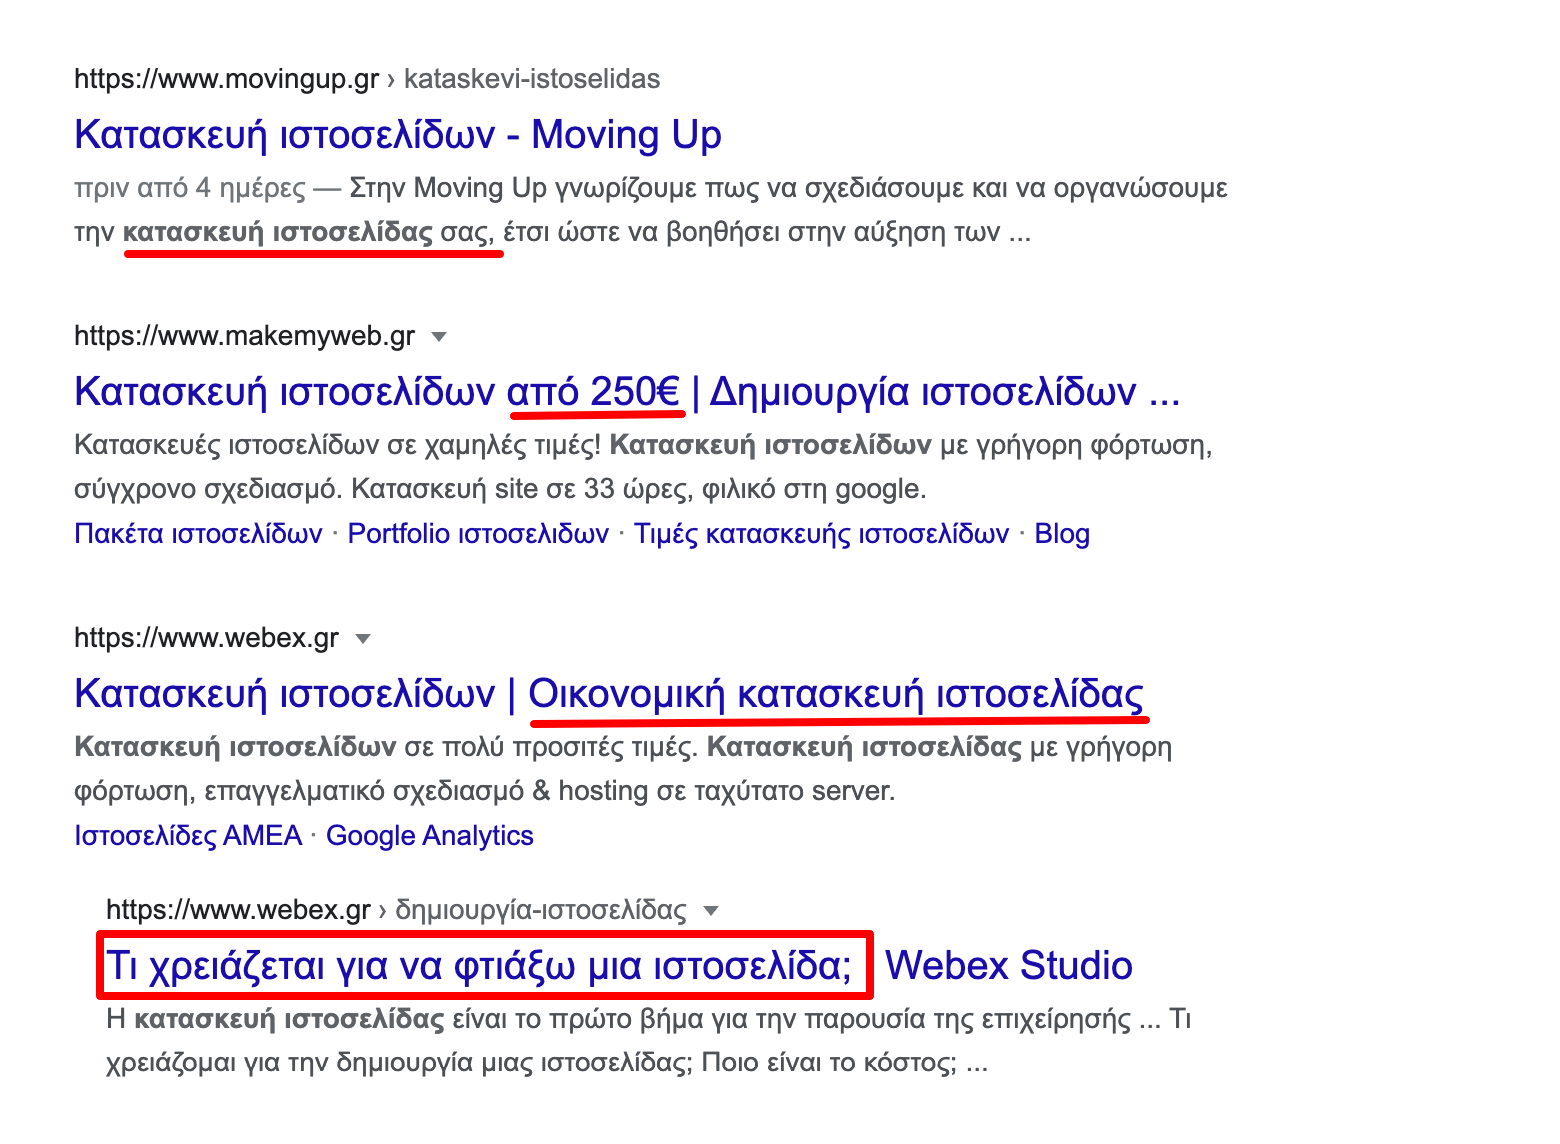 https://www.movingup.gr › kataskevi-istoselidas
Κατασκευή ιστοσελίδων - Moving Up
πριν από 4 ημέρες — Στην Moving Up γνωρίζουμε πως να σχεδιάσουμε και να οργανώσουμε
την κατασκευή ιστοσελίδας σας, έτσι ώστε να βοηθήσει στην αύξηση των ...
https://www.makemyweb.gr
Κατασκευή ιστοσελίδων από 250€ | Δημιουργία ιστοσελίδων ...
Κατασκευές ιστοσελίδων σε χαμηλές τιμές! Κατασκευή ιστοσελίδων με γρήγορη φόρτωση,
σύγχρονο σχεδιασμό. Κατασκευή site σε 33 ώρες, φιλικό στη google.
Πακέτα ιστοσελίδων · Portfolio ιστοσελιδων · Τιμές κατασκευής ιστοσελίδων · Blog
https://www.webex.gr
Κατασκευή ιστοσελίδων | Οικονομική κατασκευή ιστοσελίδας
Κατασκευή ιστοσελίδων σε πολύ προσιτές τιμές. Κατασκευή ιστοσελίδας με γρήγορη
φόρτωση, επαγγελματικό σχεδιασμό & hosting σε ταχύτατο server.
Ιστοσελίδες ΑΜΕΑ · Google Analytics
https://www.webex.gr › δημιουργία-ιστοσελίδας
Τι χρειάζεται για να φτιάξω μια ιστοσελίδα; Webex Studio
Η κατασκευή ιστοσελίδας είναι το πρώτο βήμα για την παρουσία της επιχείρησής ... Τι
χρειάζομαι για την δημιουργία μιας ιστοσελίδας; Ποιο είναι το κόστος; ...